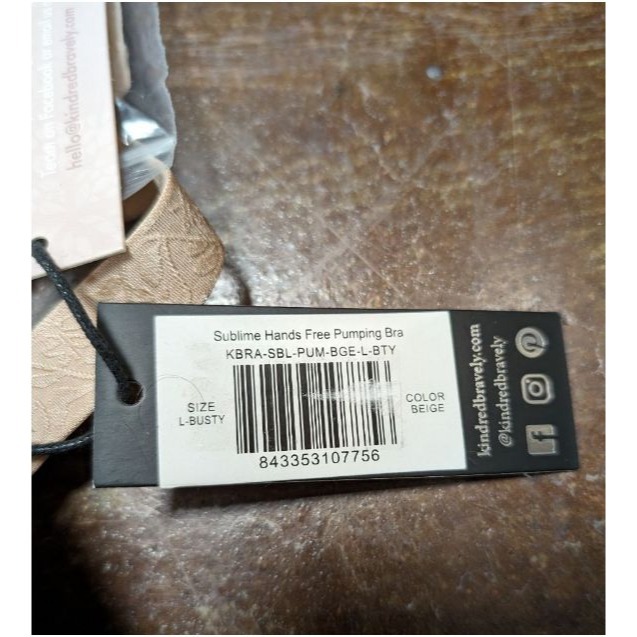 hello@kindredbravely.com
Sublime Hands Free Pumping Bra
KBRA-SBL-PUM-BGE-L-BTY
SIZE
L-BUSTY
COLOR
BEIGE
843353107756
kindredbravely.com
@kindredbravely